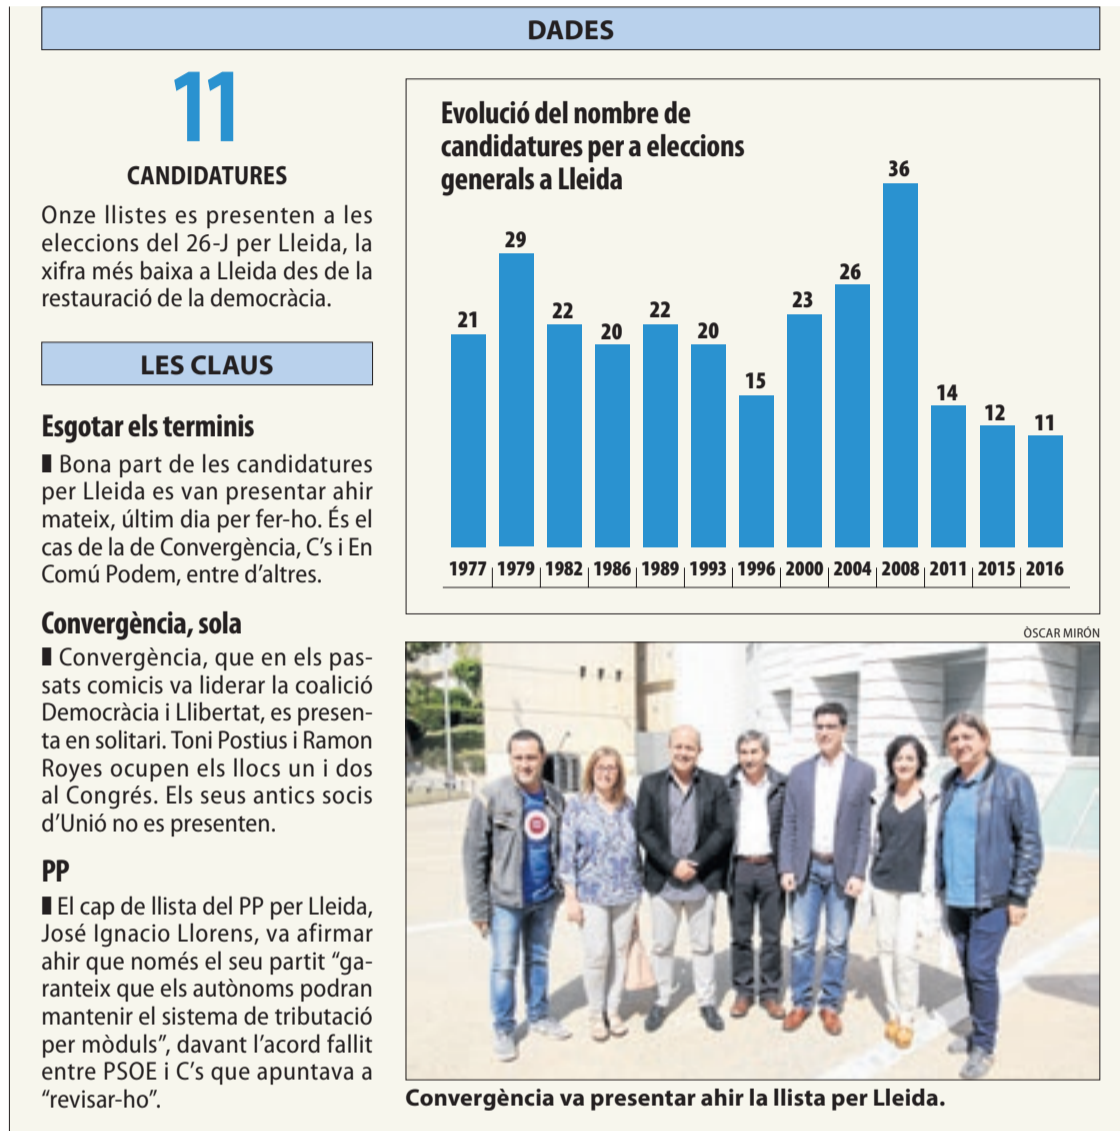 DADES
11
CANDIDATURES
Onze llistes es presenten a les
eleccions del 26-J per Lleida, la
xifra més baixa a Lleida des de la
restauració de la democràcia.
LES CLAUS
Esgotar els terminis
▮ Bona part de les candidatures
per Lleida es van presentar ahir
mateix, últim dia per fer-ho. És el
cas de la de Convergència, C’s i En
Comú Podem, entre d’altres.
Convergència, sola
▮ Convergència, que en els pas-
sats comicis va liderar la coalició
Democràcia i Llibertat, es presen-
ta en solitari. Toni Postius i Ramon
Royes ocupen els llocs un i dos
al Congrés. Els seus antics socis
d’Unió no es presenten.
PP
▮ El cap de llista del PP per Lleida,
José Ignacio Llorens, va afirmar
ahir que només el seu partit “ga-
ranteix que els autònoms podran
mantenir el sistema de tributació
per mòduls”, davant l’acord fallit
entre PSOE i C’s que apuntava a
“revisar-ho”.
Evolució del nombre de
candidatures per a eleccions
generals a Lleida
21 29 22 20 22 20 15 23 26 36 14 12 11
1977 1979 1982 1986 1989 1993 1996 2000 2004 2008 2011 2015 2016
ÒSCAR MIRÓN
Convergència va presentar ahir la llista per Lleida.